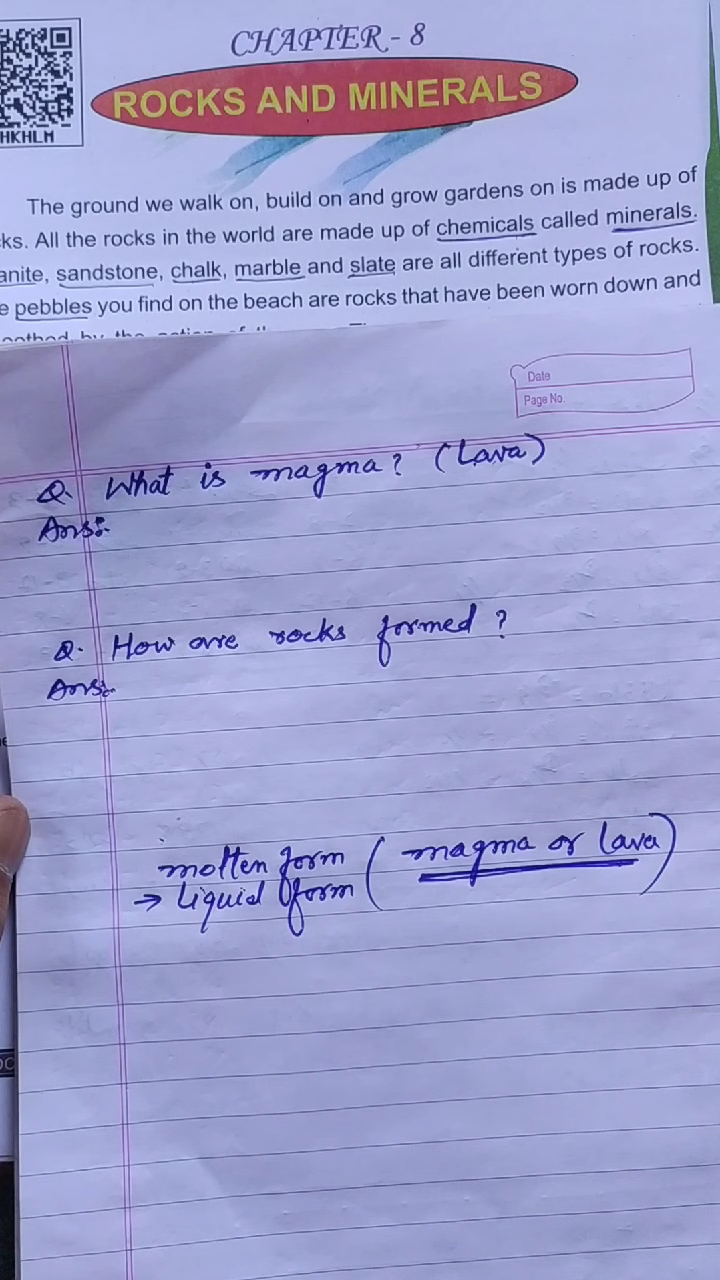 HKHLM
CHAPTER - 8
ROCKS AND MINERALS
The ground we walk on, build on and grow gardens on is made up of
ks. All the rocks in the world are made up of chemicals called minerals.
anite, sandstone, chalk, marble and slate are all different types of rocks.
e pebbles you find on the beach are rocks that have been worn down and
Date
Page No.
Q. What is magma? (Lava)
Ans:
Q. How are rocks formed?
Ans:
molten form (magma or Lava)
→ Liquid form